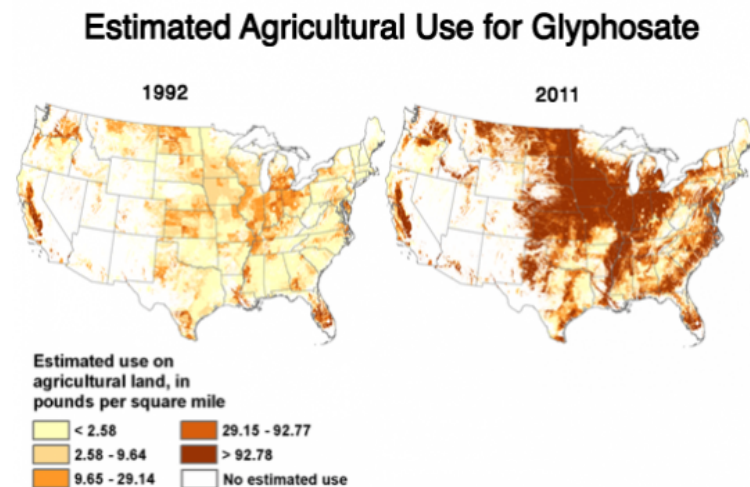 Estimated Agricultural Use for Glyphosate
1992
2011
Estimated use on
agricultural land, in
pounds per square mile
< 2.58
2.58 - 9.64
9.65 - 29.14
29.15 - 92.77
> 92.78
No estimated use